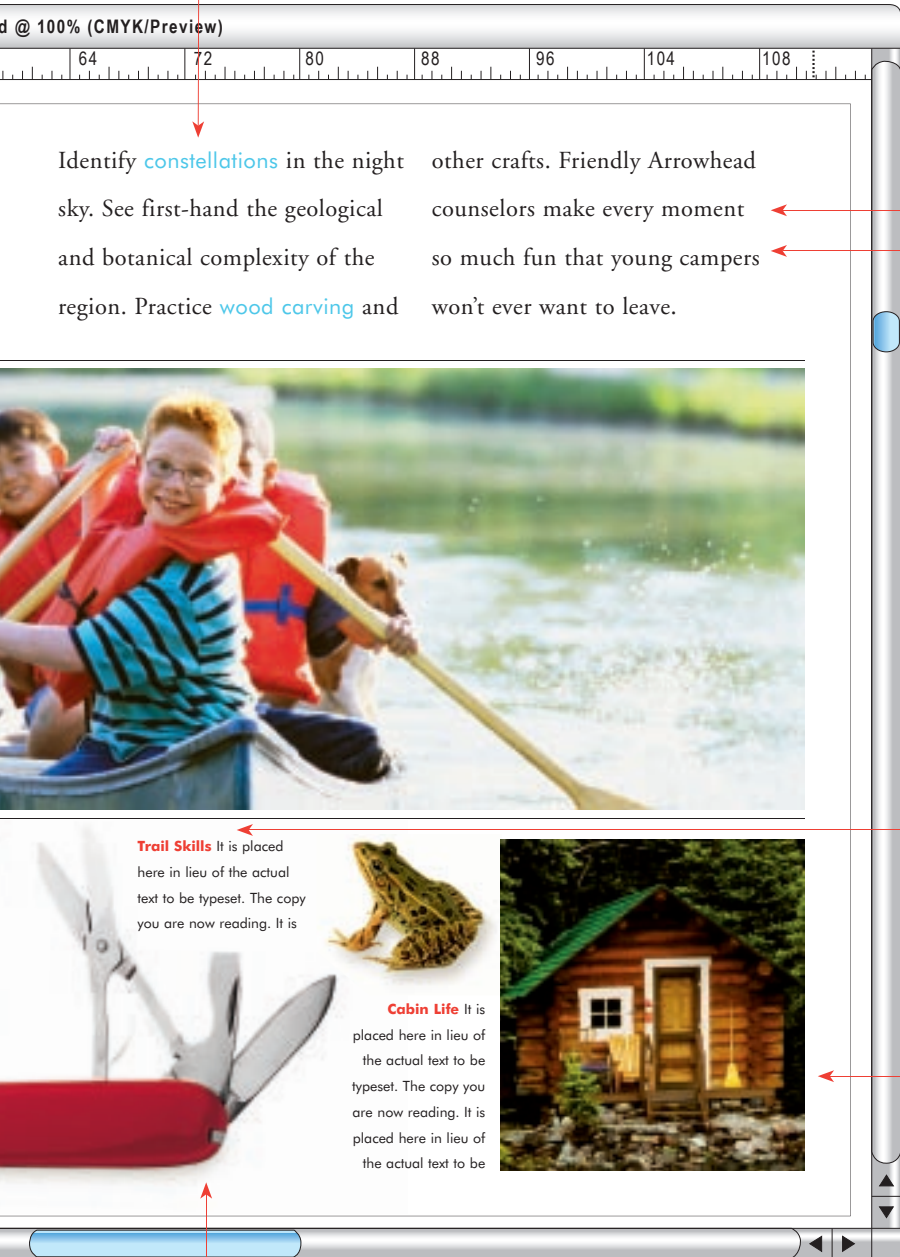 d @ 100% (CMYK/Preview)
64 72 80 88 96 104 108
Identify constellations in the night
sky. See first-hand the geological
and botanical complexity of the
region. Practice wood carving and
other crafts. Friendly Arrowhead
counselors make every moment
so much fun that young campers
won't ever want to leave.
Trail Skills It is placed
here in lieu of the actual
text to be typeset. The copy
you are now reading. It is
Cabin Life It is
placed here in lieu of
the actual text to be
typeset. The copy you
are now reading. It is
placed here in lieu of
the actual text to be